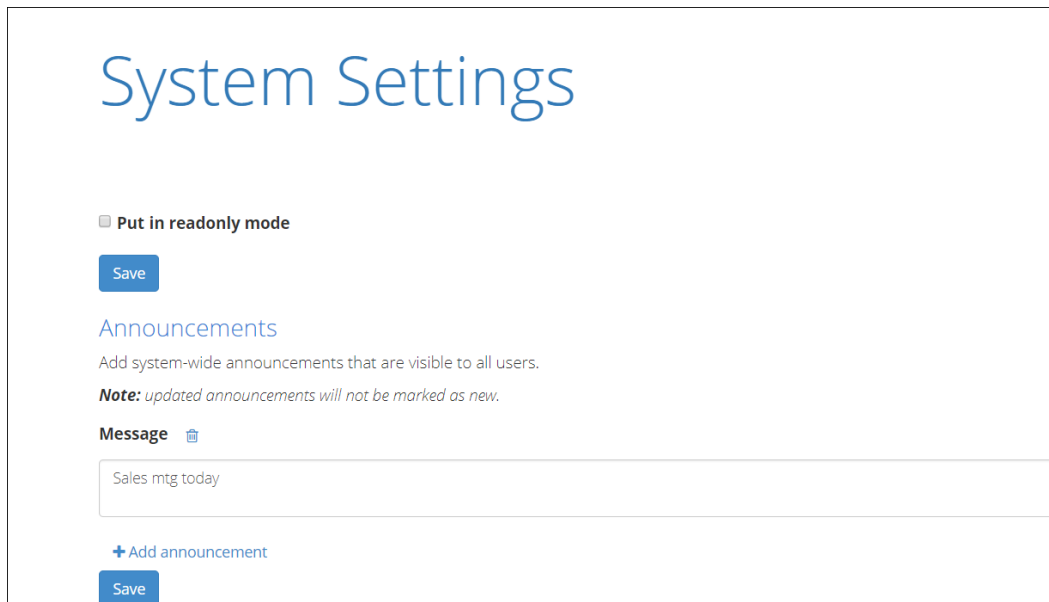 System Settings
Put in readonly mode
Save
Announcements
Add system-wide announcements that are visible to all users.
Note: updated announcements will not be marked as new.
Message
Sales mtg today
Add announcement
Save